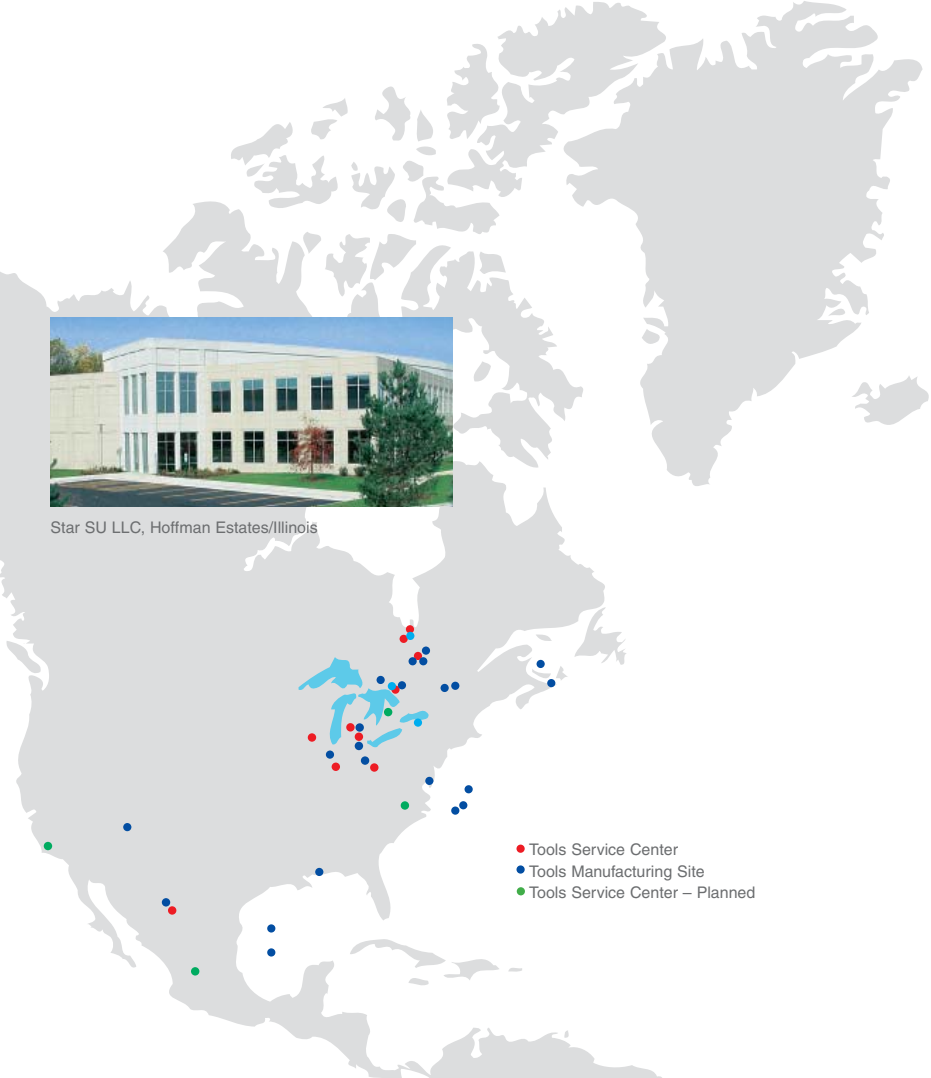 Star SU LLC, Hoffman Estates/Illinois
Tools Service Center
Tools Manufacturing Site
Tools Service Center – Planned